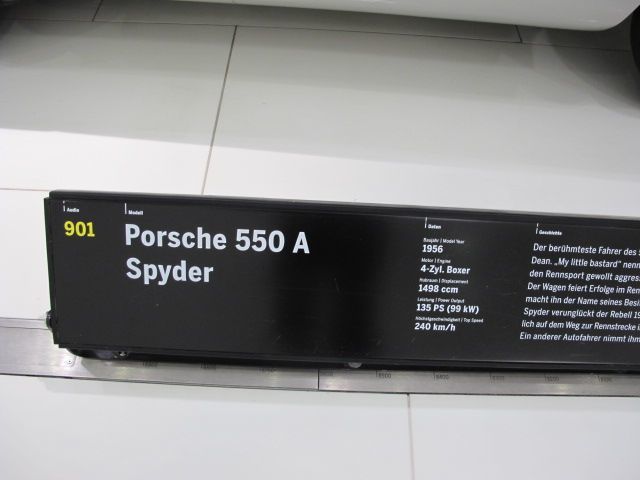 Audio
901
Modell
Porsche 550 A
Spyder
Daten
Baujahr | Model Year
1956
Motor | Engine
4-Zyl. Boxer
Hubraum | Displacement
1498 ccm
Leistung | Power Output
135 PS (99 kW)
Höchstgeschwindigkeit | Top Speed
240 km/h
Geschichte
Der berühmteste Fahrer des
Dean. „My little bastard" nenn
den Rennsport gewollt aggres
Der Wagen feiert Erfolge im Ren
macht ihn der Name seines Besi
Spyder verunglückt der Rebell 19
lich auf dem Weg zur Rennstrecke i
Ein anderer Autofahrer nimmt ihm